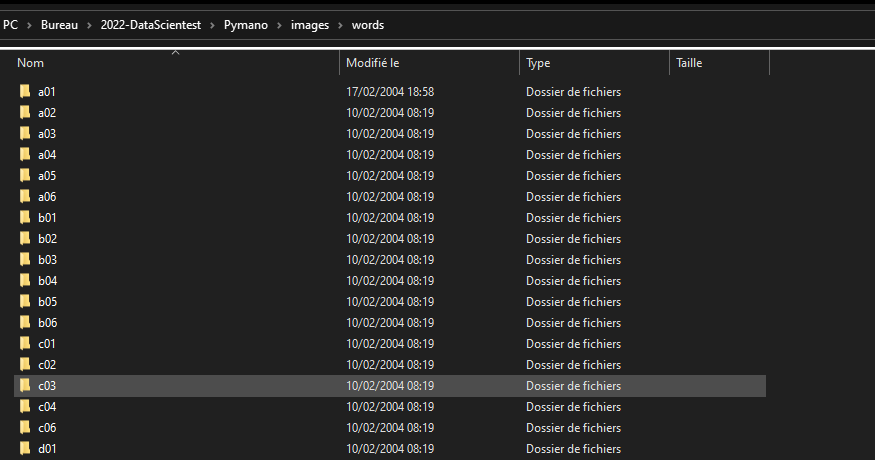 PC > Bureau > 2022-DataScientest > Pymano > images > words
Nom Modifié le Type Taille
a01 17/02/2004 18:58 Dossier de fichiers
a02 10/02/2004 08:19 Dossier de fichiers
a03 10/02/2004 08:19 Dossier de fichiers
a04 10/02/2004 08:19 Dossier de fichiers
a05 10/02/2004 08:19 Dossier de fichiers
a06 10/02/2004 08:19 Dossier de fichiers
b01 10/02/2004 08:19 Dossier de fichiers
b02 10/02/2004 08:19 Dossier de fichiers
b03 10/02/2004 08:19 Dossier de fichiers
b04 10/02/2004 08:19 Dossier de fichiers
b05 10/02/2004 08:19 Dossier de fichiers
b06 10/02/2004 08:19 Dossier de fichiers
c01 10/02/2004 08:19 Dossier de fichiers
c02 10/02/2004 08:19 Dossier de fichiers
c03 10/02/2004 08:19 Dossier de fichiers
c04 10/02/2004 08:19 Dossier de fichiers
c06 10/02/2004 08:19 Dossier de fichiers
d01 10/02/2004 08:19 Dossier de fichiers